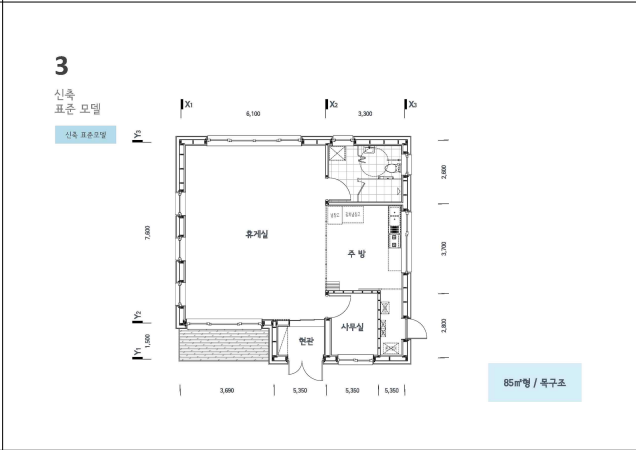 3
신축
표준 모델
신축 표준모델
X1
X2
X3
6,100
3,300
Y3
Y2
Y1
7,600
1,500
2,600
3,700
2,800
휴게실
주 방
사무실
현관
3,690
5,350
5,350
5,350
85㎡형 / 목구조